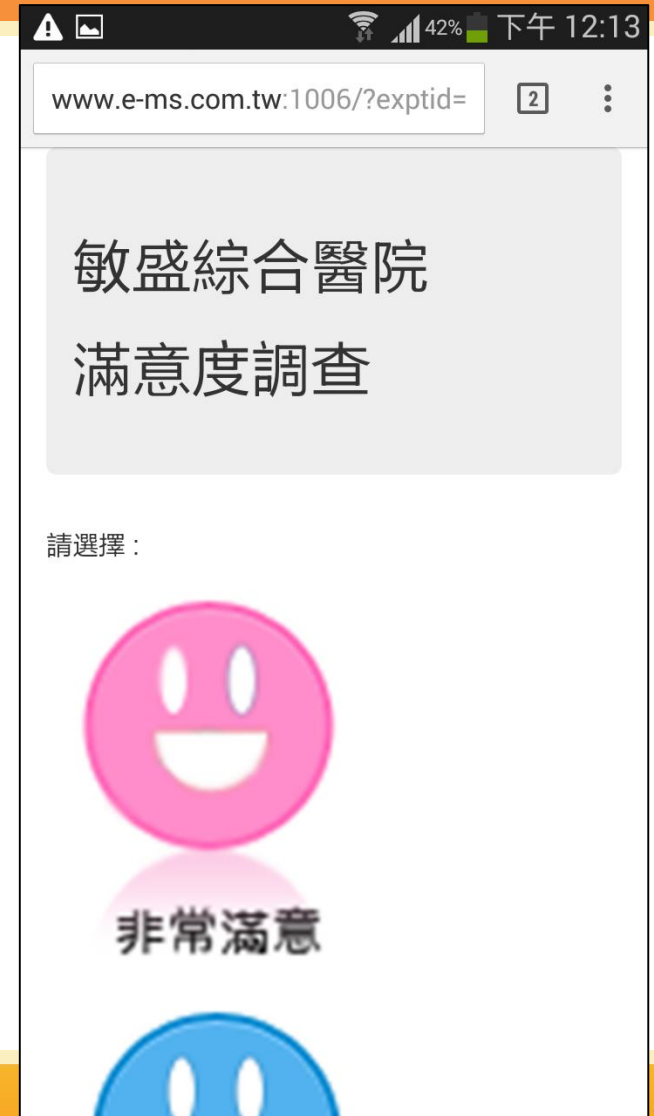 42% 下午 12:13
www.e-ms.com.tw:1006/?exptid=
2
敏盛綜合醫院
滿意度調查
請選擇 :
非常滿意